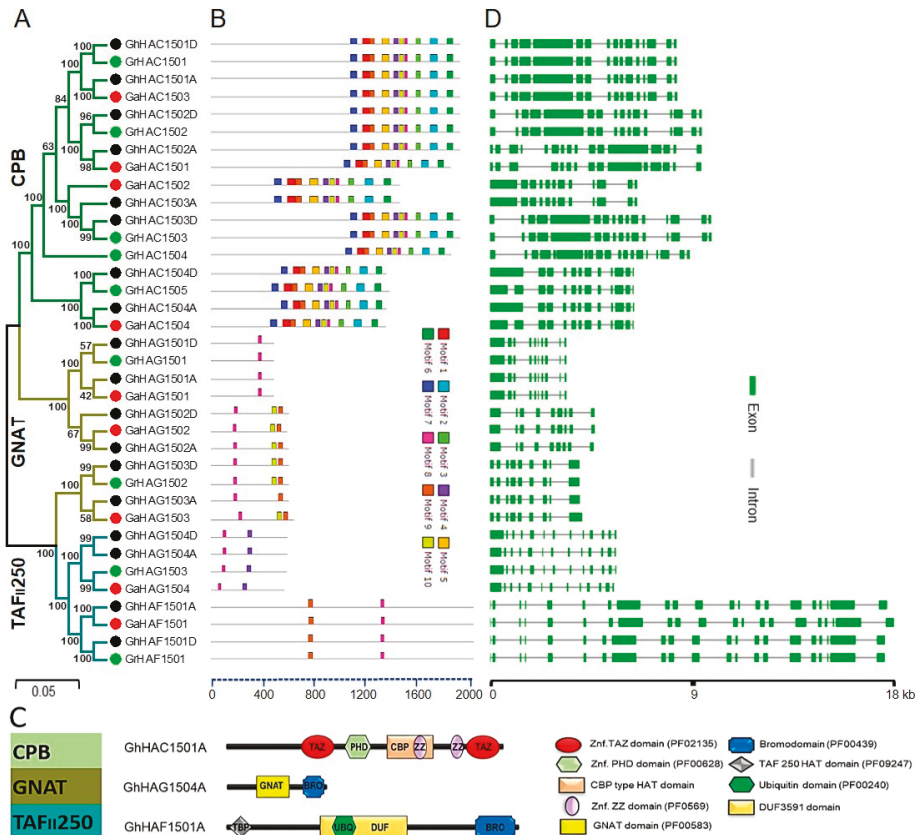 A
B
D
GhHAC1501D
GrHAC1501
GhHAC1501A
GaHAC1503
GhHAC1502D
GrHAC1502
GhHAC1502A
GaHAC1501
GaHAC1502
GhHAC1503A
GhHAC1503D
GrHAC1503
GrHAC1504
GhHAC1504D
GrHAC1505
GhHAC1504A
GaHAC1504
GhHAG1501D
GrHAG1501
GhHAG1501A
GaHAG1501
GhHAG1502D
GaHAG1502
GhHAG1502A
GhHAG1503D
GrHAG1502
GhHAG1503A
GaHAG1503
GhHAG1504D
GhHAG1504A
GrHAG1503
GaHAG1504
GhHAF1501A
GaHAF1501
GhHAF1501D
GrHAF1501
CPB
GNAT
TAFII250
100
100
84
96
63
100
98
100
100
100
99
100
100
100
57
100
42
100
67
99
99
100
58
99
100
100
99
100
100
100
0.05
Motif 1
Motif 2
Motif 3
Motif 4
Motif 5
Motif 6
Motif 7
Motif 8
Motif 9
Motif 10
Exon
Intron
0 400 800 1200 1600 2000
0 9 18 kb
C
CPB
GNAT
TAFII250
GhHAC1501A
TAZ PHD CBP ZZ ZZ TAZ
GhHAG1504A
GNAT BRO
GhHAF1501A
TBP UBQ DUF BRO
Znf.TAZ domain (PF02135)
Znf. PHD domain (PF00628)
CBP type HAT domain
Znf. ZZ domain (PF0569)
GNAT domain (PF00583)
Bromodomain (PF00439)
TAF 250 HAT domain (PF09247)
Ubiquitin domain (PF00240)
DUF3591 domain